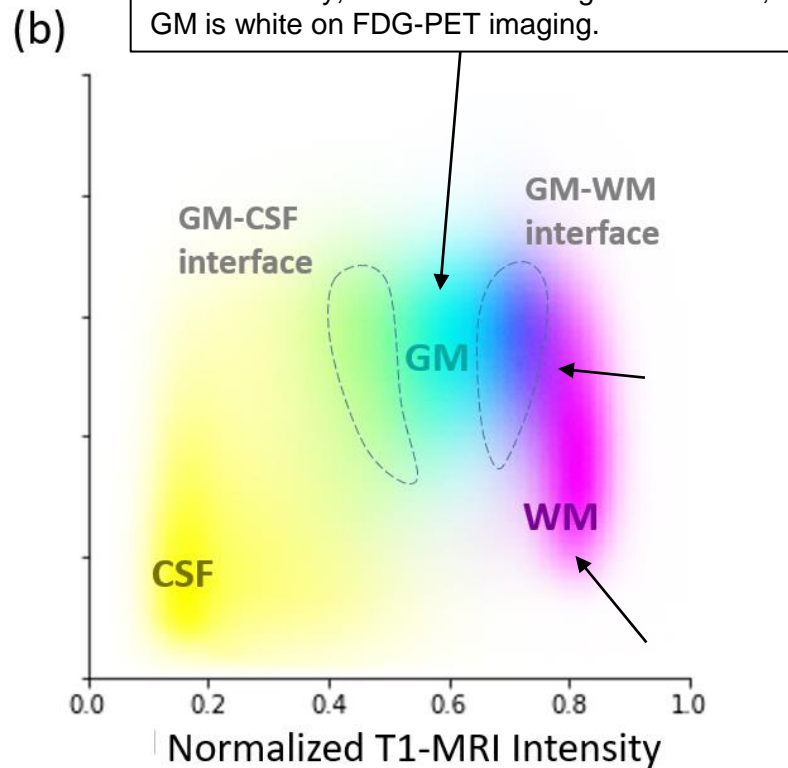 (b)
GM is white on FDG-PET imaging.
GM-CSF
interface
GM-WM
interface
GM
WM
CSF
0.0 0.2 0.4 0.6 0.8 1.0
Normalized T1-MRI Intensity